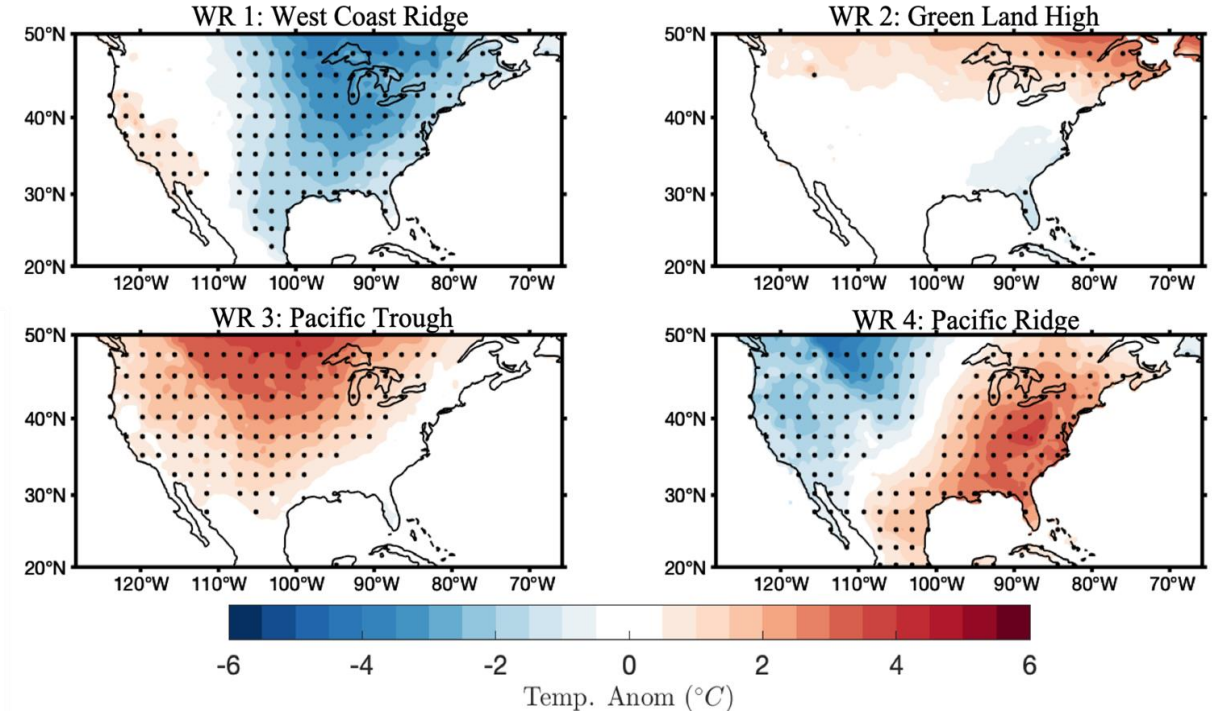 WR 1: West Coast Ridge
WR 2: Green Land High
50°N
40°N
30°N
20°N
120°W 110°W 100°W 90°W 80°W 70°W
50°N
40°N
30°N
20°N
120°W 110°W 100°W 90°W 80°W 70°W
WR 3: Pacific Trough
WR 4: Pacific Ridge
50°N
40°N
30°N
20°N
120°W 110°W 100°W 90°W 80°W 70°W
50°N
40°N
30°N
20°N
120°W 110°W 100°W 90°W 80°W 70°W
-6 -4 -2 0 2 4 6
Temp. Anom (°C)